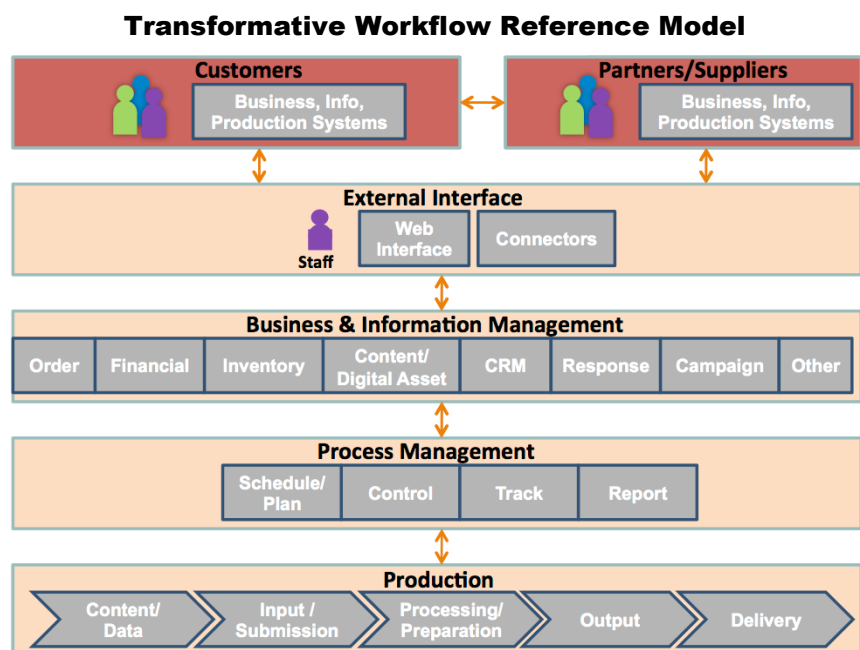 Transformative Workflow Reference Model
Customers
Business, Info,
Production Systems
Partners/Suppliers
Business, Info,
Production Systems
External Interface
Staff
Web
Interface
Connectors
Business & Information Management
Order
Financial
Inventory
Content/
Digital Asset
CRM
Response
Campaign
Other
Process Management
Schedule/
Plan
Control
Track
Report
Production
Content/
Data
Input /
Submission
Processing/
Preparation
Output
Delivery